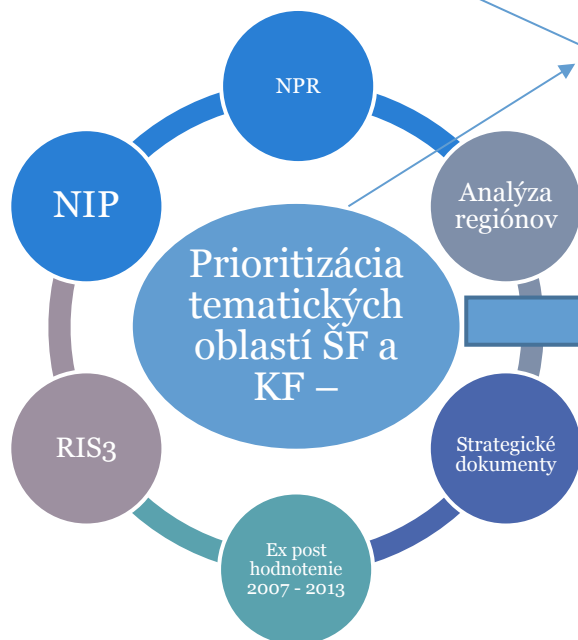 NPR
NIP
Analýza
regiónov
Prioritizácia
tematických
oblastí ŠF a
KF –
RIS3
Strategické
dokumenty
Ex post
hodnotenie
2007 - 2013